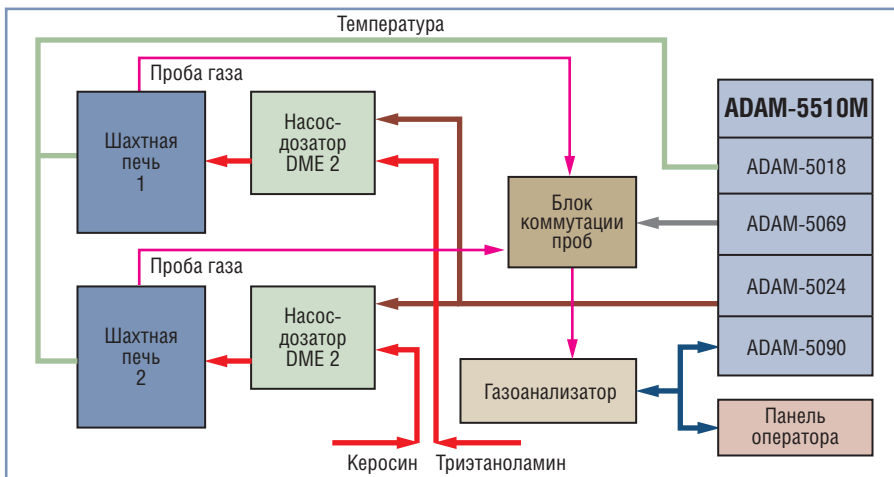 Температура
Проба газа
Шахтная
печь
1
Насос-
дозатор
DME 2
ADAM-5510M
ADAM-5018
ADAM-5069
ADAM-5024
ADAM-5090
Блок
коммутации
проб
Проба газа
Шахтная
печь
2
Насос-
дозатор
DME 2
Газоанализатор
Панель
оператора
Керосин
Триэтаноламин